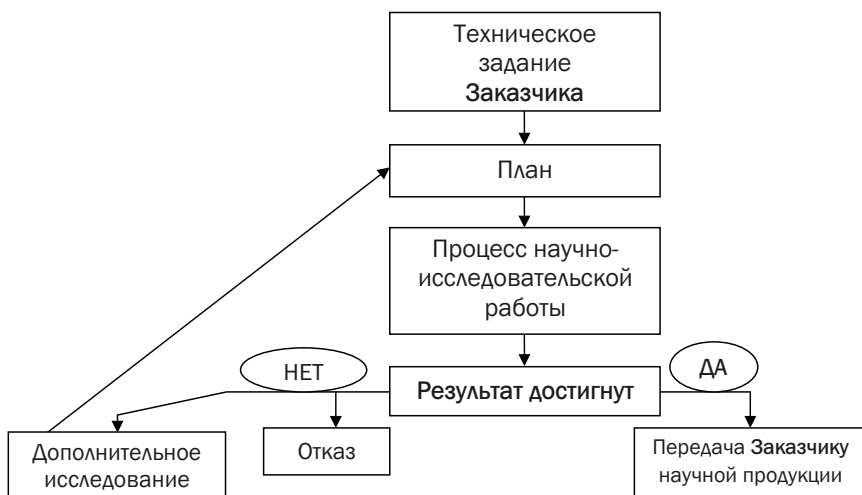 Техническое
задание
Заказчика
План
Процесс научно-
исследовательской
работы
НЕТ
Результат достигнут
ДА
Дополнительное
исследование
Отказ
Передача Заказчику
научной продукции